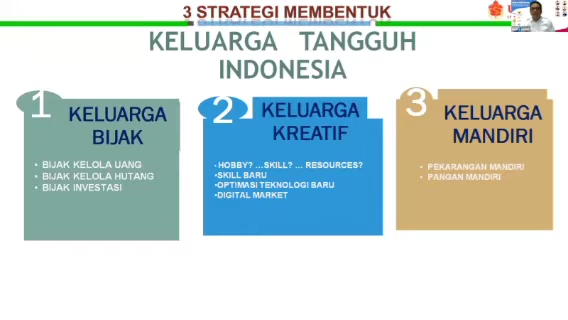 3 STRATEGI MEMBENTUK
KELUARGA TANGGUH
INDONESIA
1
KELUARGA
BIJAK
• BIJAK KELOLA UANG
• BIJAK KELOLA HUTANG
• BIJAK INVESTASI
2
KELUARGA
KREATIF
• HOBBY? ...SKILL? ... RESOURCES?
•SKILL BARU
•OPTIMASI TEKNOLOGI BARU
•DIGITAL MARKET
3
KELUARGA
MANDIRI
• PEKARANGAN MANDIRI
• PANGAN MANDIRI